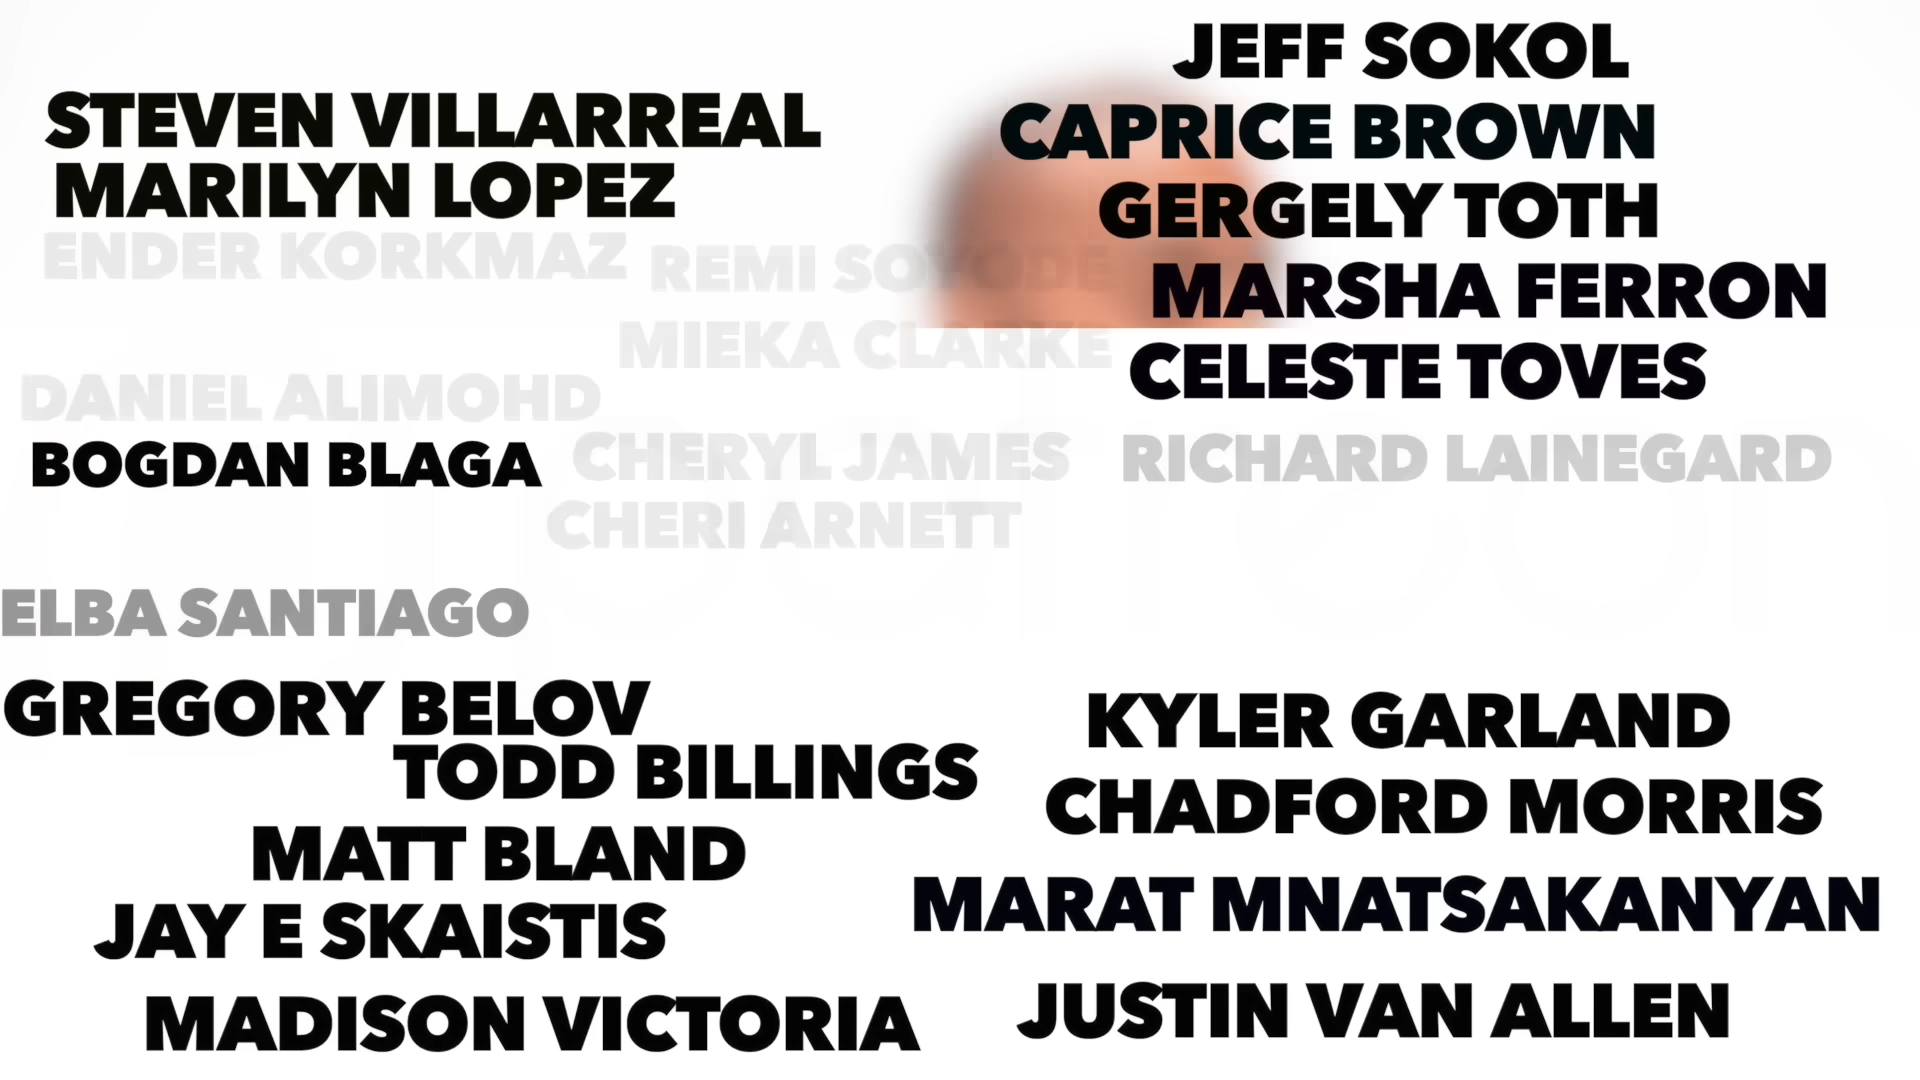 JEFF SOKOL
STEVEN VILLARREAL
CAPRICE BROWN
MARILYN LOPEZ
GERGELY TOTH
ENDER KORKMAZ
REMI SOYODE
MARSHA FERRON
MIEKA CLARKE
CELESTE TOVES
DANIEL ALIMOHD
BOGDAN BLAGA
CHERYL JAMES
RICHARD LAINEGARD
CHERI ARNETT
ELBA SANTIAGO
GREGORY BELOV
KYLER GARLAND
TODD BILLINGS
CHADFORD MORRIS
MATT BLAND
MARAT MNATSAKANYAN
JAY E SKAISTIS
JUSTIN VAN ALLEN
MADISON VICTORIA